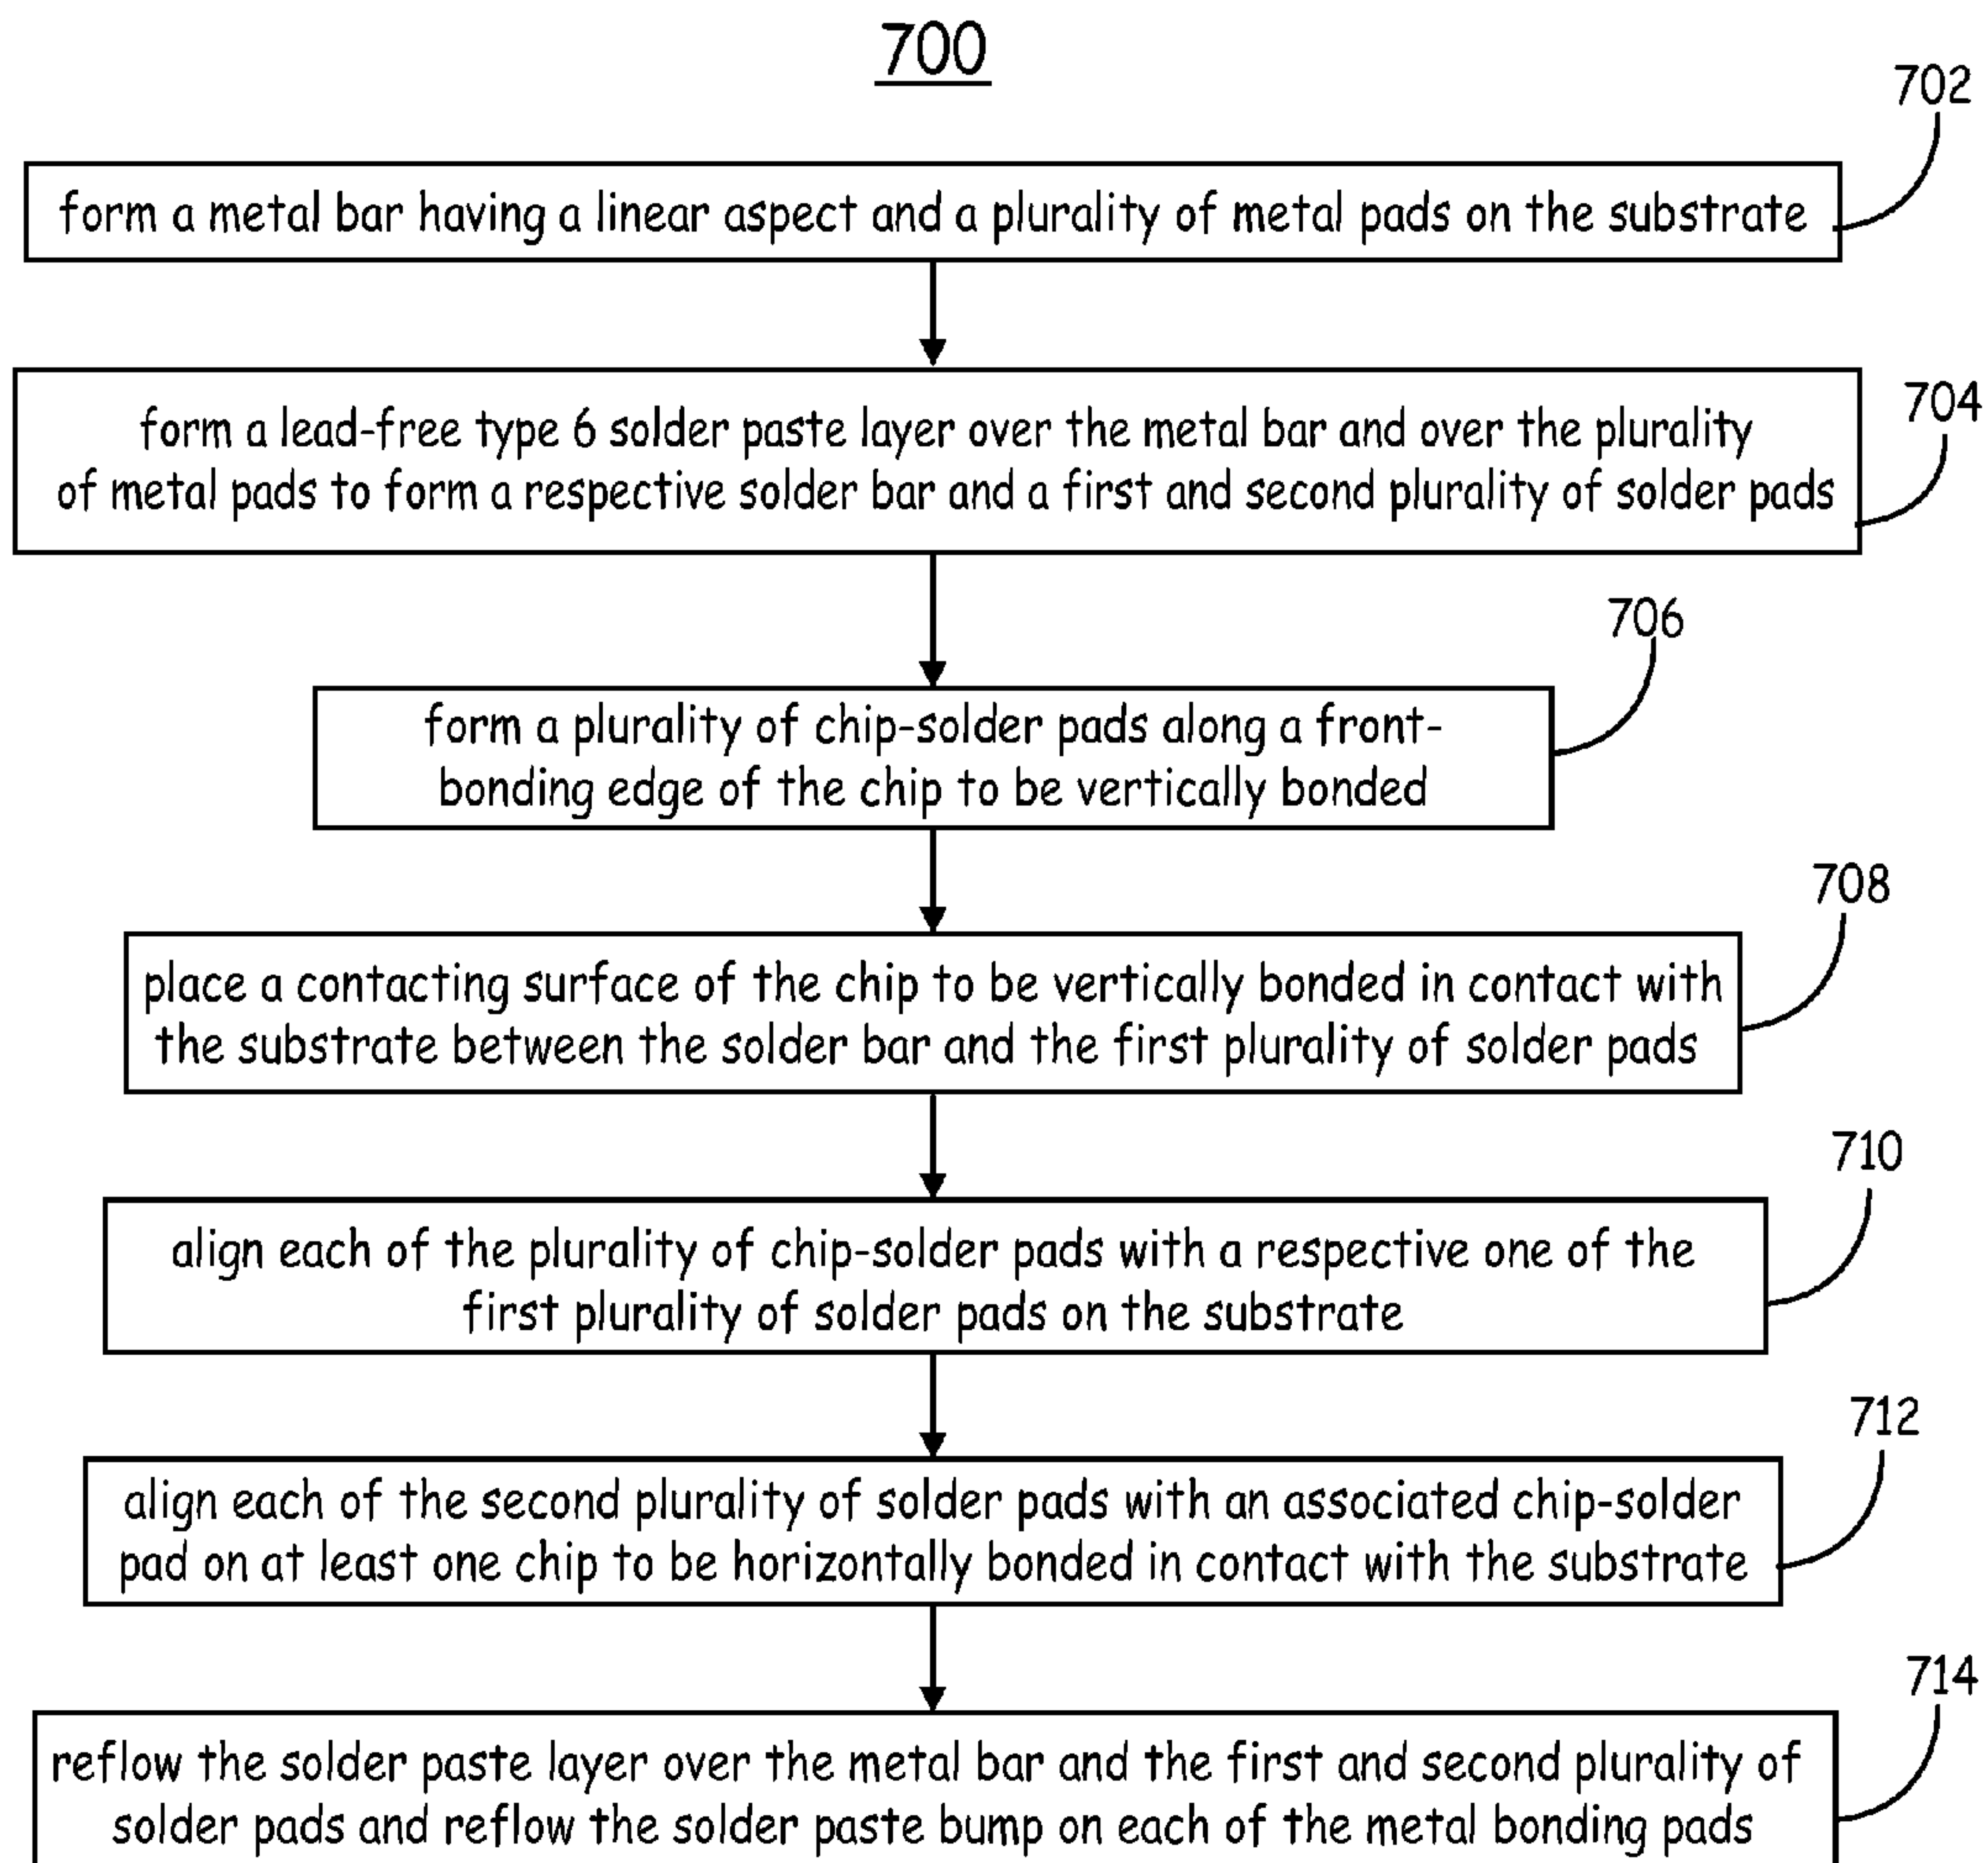 700
702
form a metal bar having a linear aspect and a plurality of metal pads on the substrate
704
form a lead-free type 6 solder paste layer over the metal bar and over the plurality
of metal pads to form a respective solder bar and a first and second plurality of solder pads
706
form a plurality of chip-solder pads along a front-
bonding edge of the chip to be vertically bonded
708
place a contacting surface of the chip to be vertically bonded in contact with
the substrate between the solder bar and the first plurality of solder pads
710
align each of the plurality of chip-solder pads with a respective one of the
first plurality of solder pads on the substrate
712
align each of the second plurality of solder pads with an associated chip-solder
pad on at least one chip to be horizontally bonded in contact with the substrate
714
reflow the solder paste layer over the metal bar and the first and second plurality of
solder pads and reflow the solder paste bump on each of the metal bonding pads